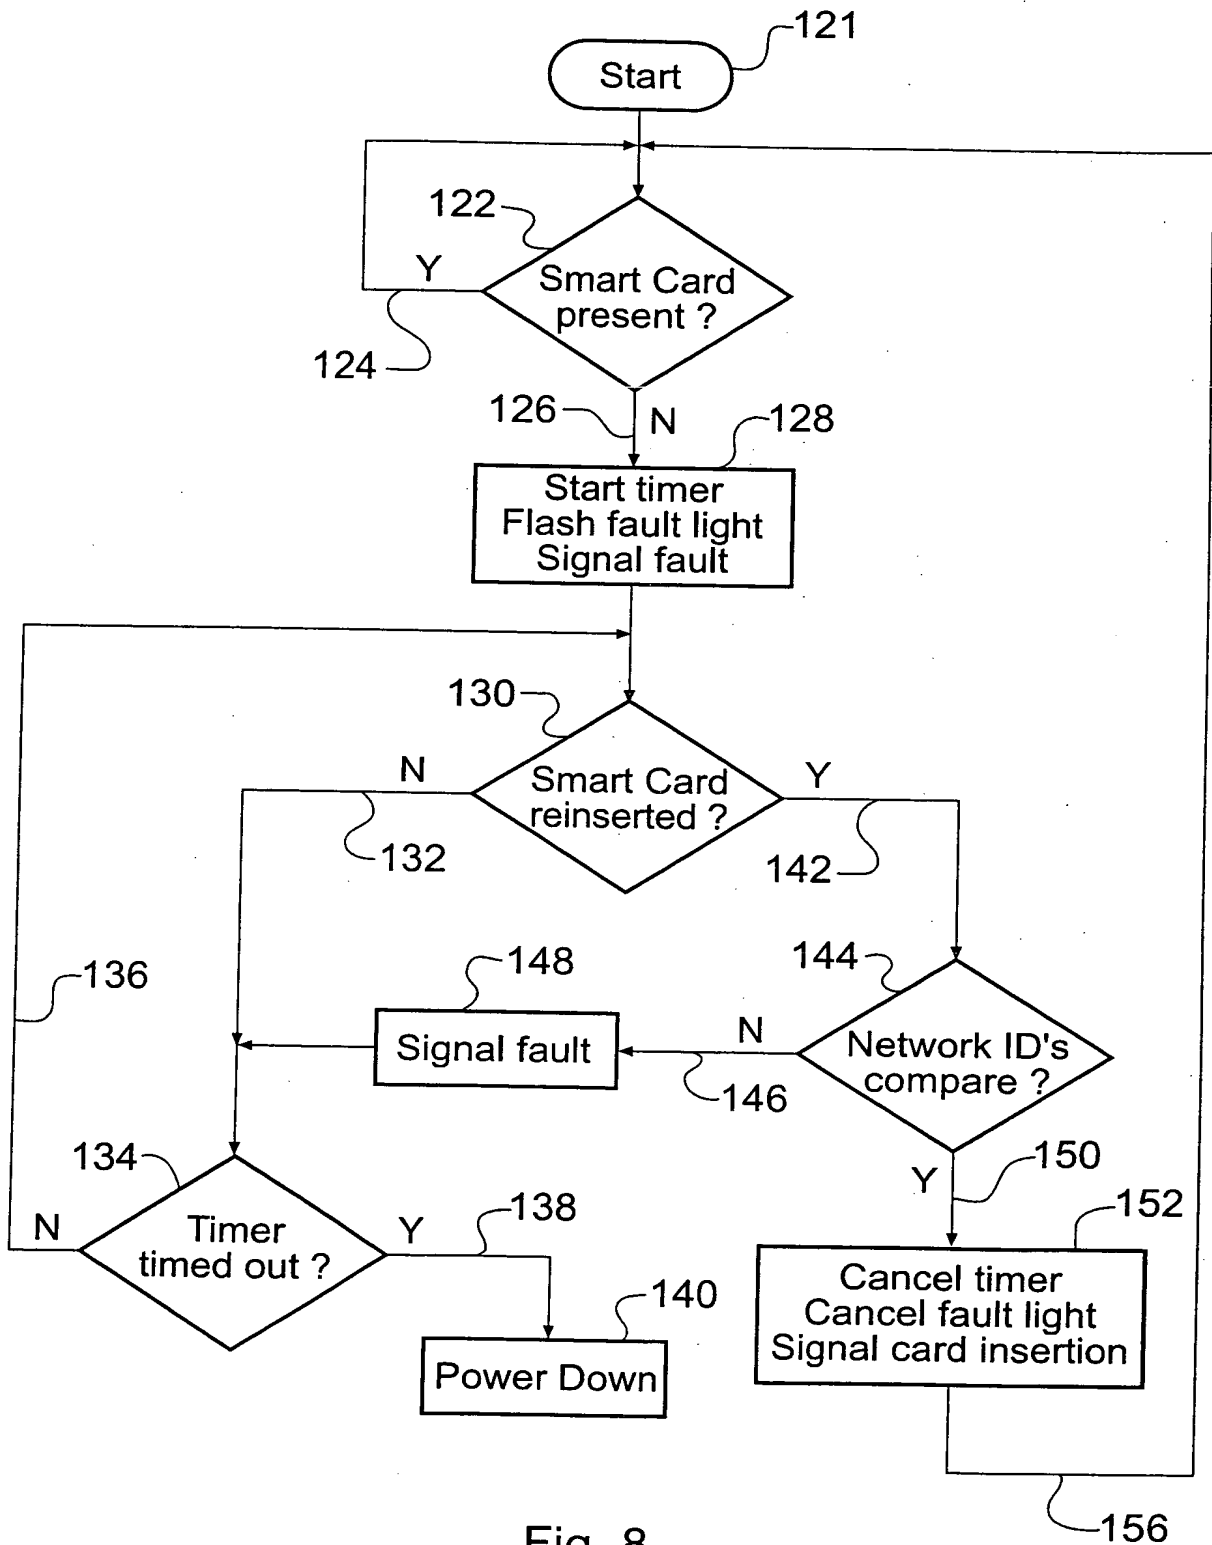 121
Start
122
Y
Smart Card
present ?
124
126
N
128
Start timer
Flash fault light
Signal fault
130
N
Smart Card
reinserted ?
Y
132
142
136
148
144
Signal fault
N
Network ID's
compare ?
146
134
150
Y
N
Timer
timed out ?
Y
138
152
Cancel timer
Cancel fault light
Signal card insertion
140
Power Down
156
Fig. 8